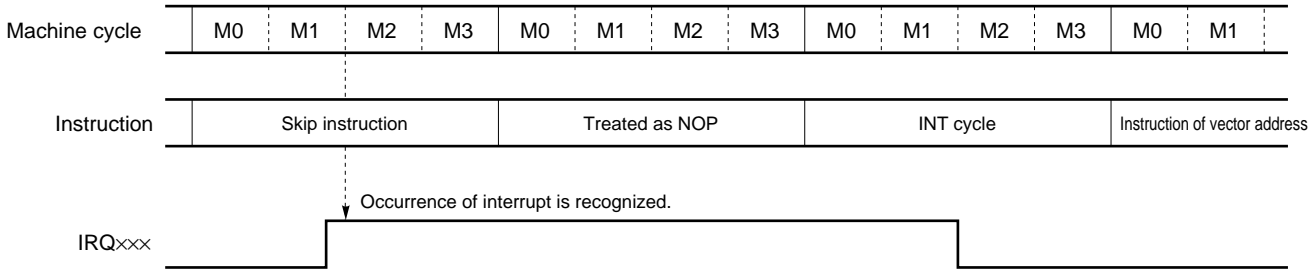 Machine cycle M0 M1 M2 M3 M0 M1 M2 M3 M0 M1 M2 M3 M0 M1
Instruction Skip instruction Treated as NOP INT cycle Instruction of vector address
Occurrence of interrupt is recognized.
IRQ×××